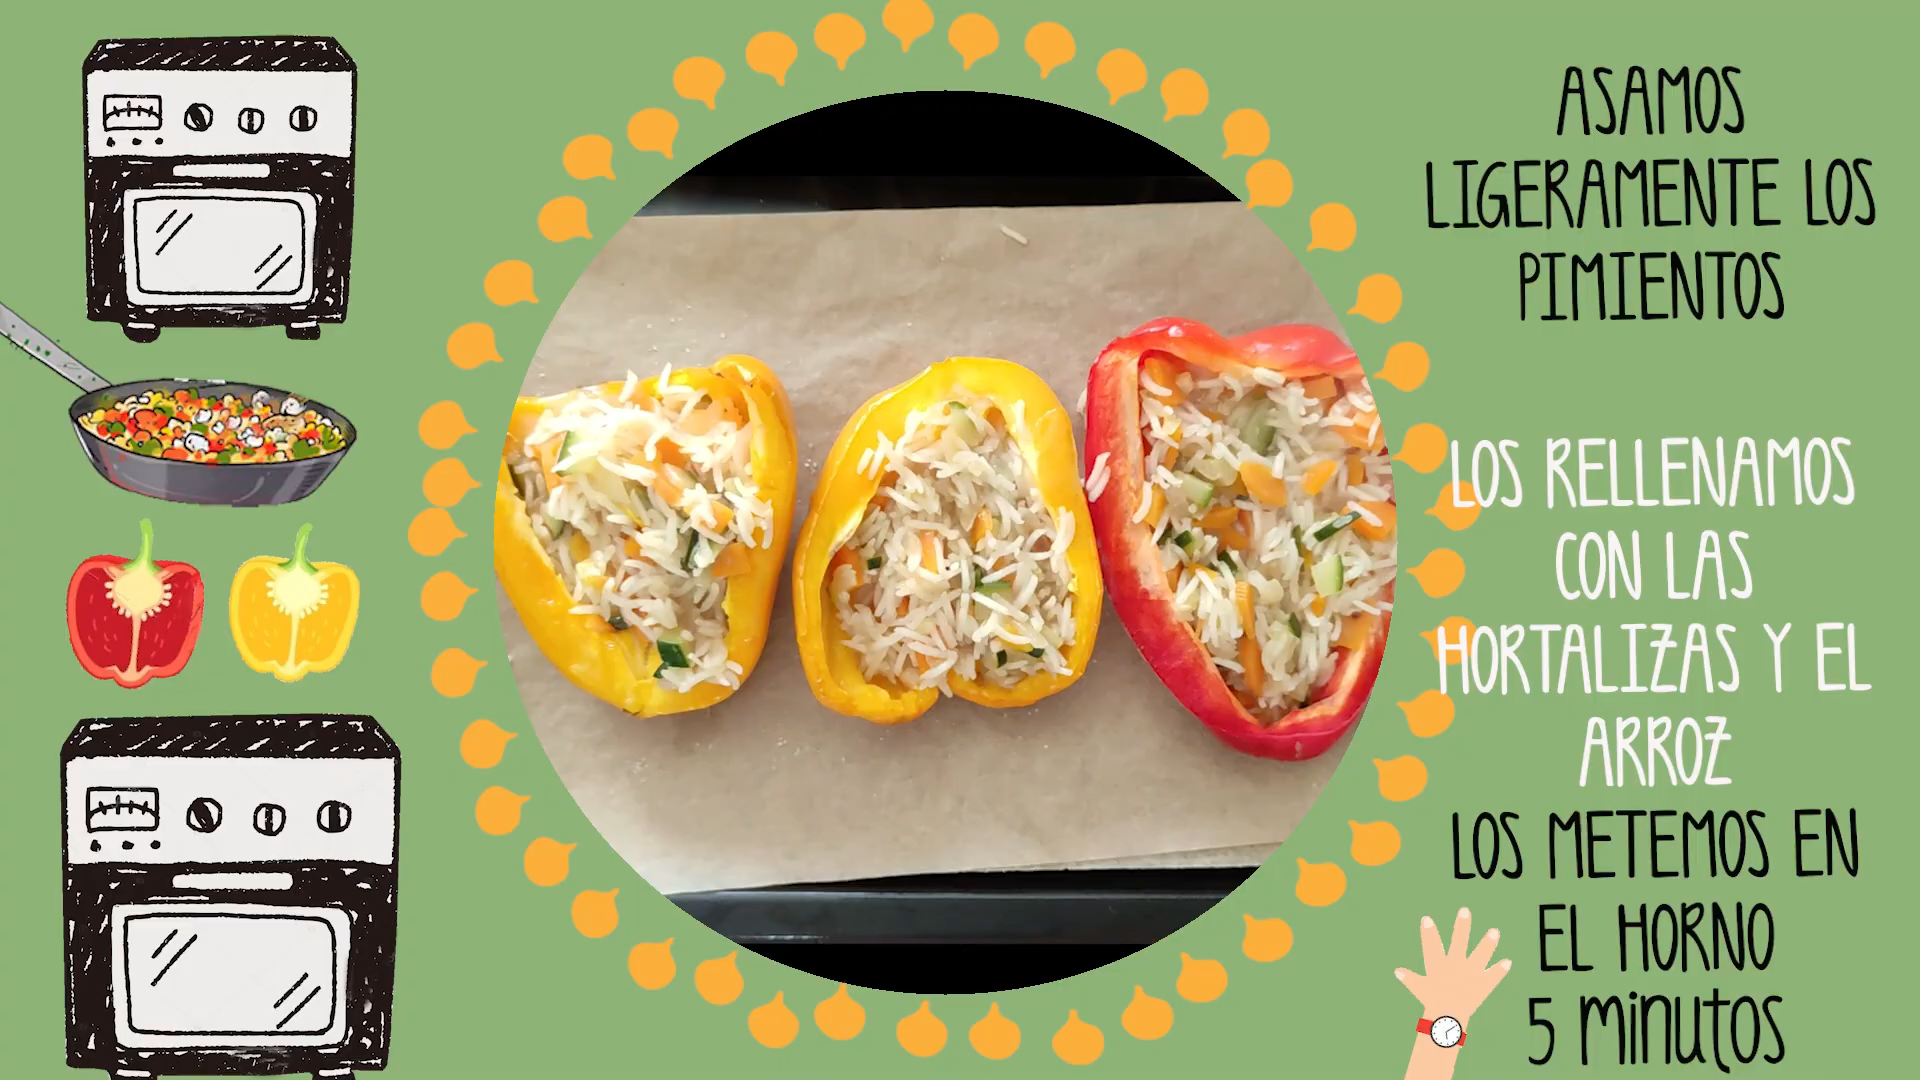 ASAMOS
LIGERAMENTE LOS
PIMIENTOS
LOS RELLENAMOS
CON LAS
HORTALIZAS Y EL
ARROZ
LOS METEMOS EN
EL HORNO
5 minutos